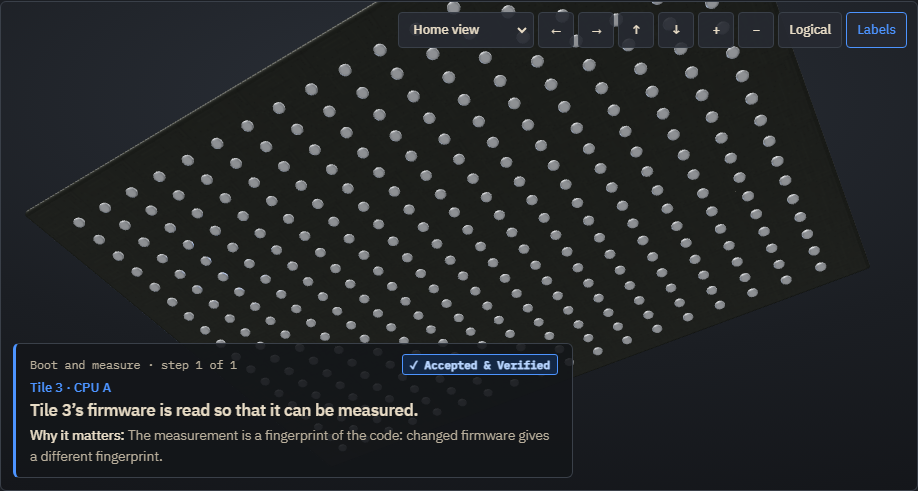 Home view ← → ↑ ↓ + − Logical Labels
Boot and measure · step 1 of 1
✓ Accepted & Verified
Tile 3 · CPU A
Tile 3’s firmware is read so that it can be measured.
Why it matters: The measurement is a fingerprint of the code: changed firmware gives
a different fingerprint.